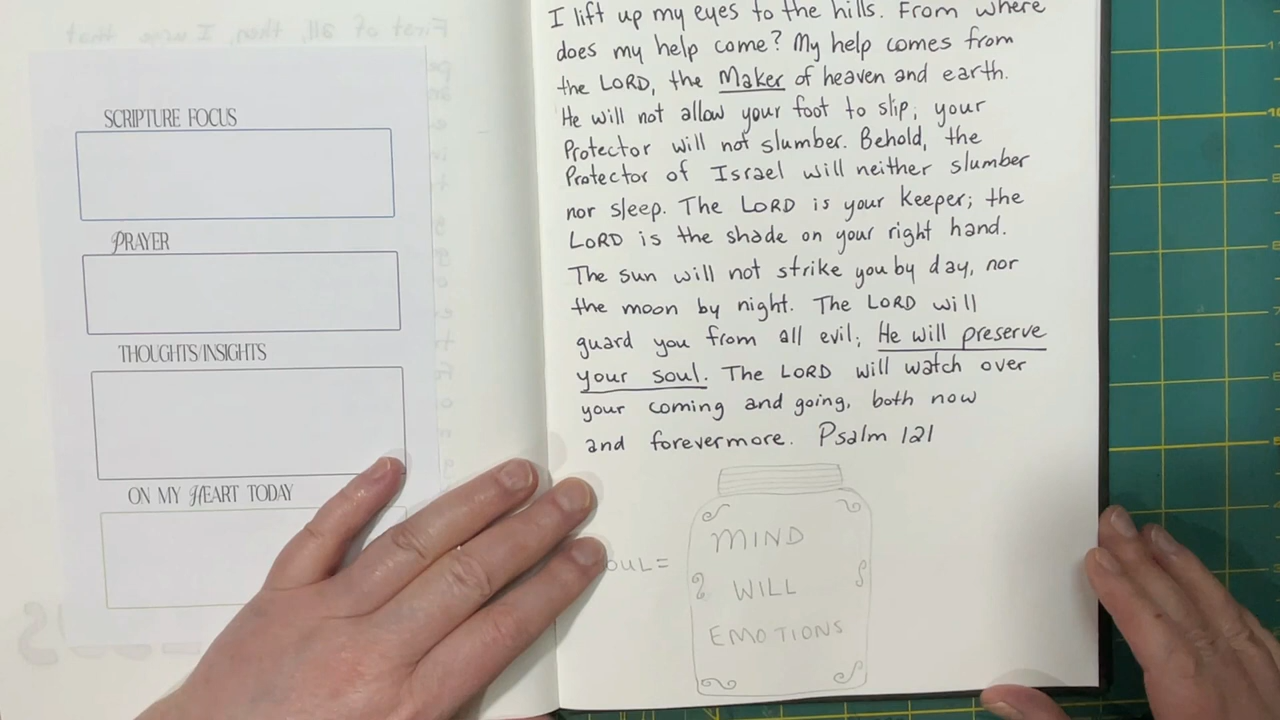 First of all, then, I urge that
SCRIPTURE FOCUS
PRAYER
THOUGHTS/INSIGHTS
ON MY HEART TODAY
I lift up my eyes to the hills. From where
does my help come? My help comes from
the LORD, the Maker of heaven and earth.
He will not allow your foot to slip; your
Protector will not slumber. Behold, the
Protector of Israel will neither slumber
nor sleep. The LORD is your keeper; the
LORD is the shade on your right hand.
The sun will not strike you by day, nor
the moon by night. The LORD will
guard you from all evil; He will preserve
your soul. The LORD will watch over
your coming and going, both now
and forevermore. Psalm 121
OUL=
MIND
WILL
EMOTIONS